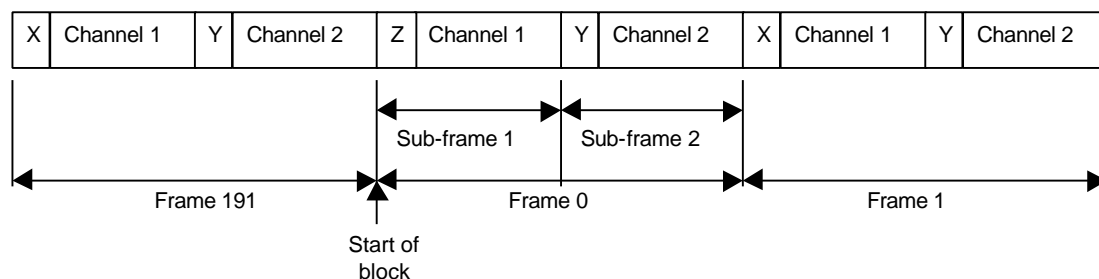 X Channel 1 Y Channel 2 Z Channel 1 Y Channel 2 X Channel 1 Y Channel 2
Sub-frame 1 Sub-frame 2
Frame 191 Frame 0 Frame 1
Start of
block